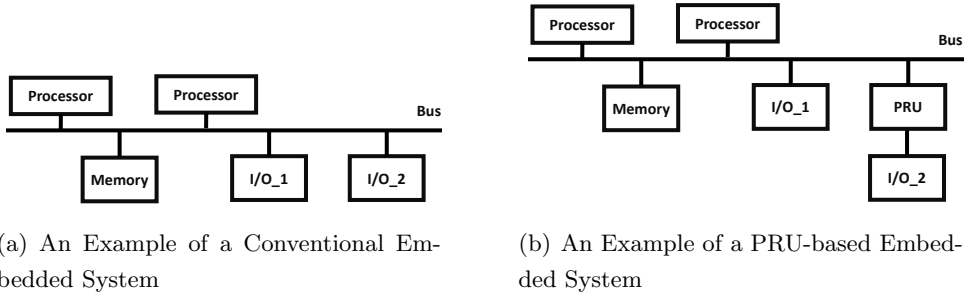 Processor
Processor
Bus
Memory
I/O_1
I/O_2
(a) An Example of a Conventional Em-
bedded System
Processor
Processor
Bus
Memory
I/O_1
PRU
I/O_2
(b) An Example of a PRU-based Embed-
ded System